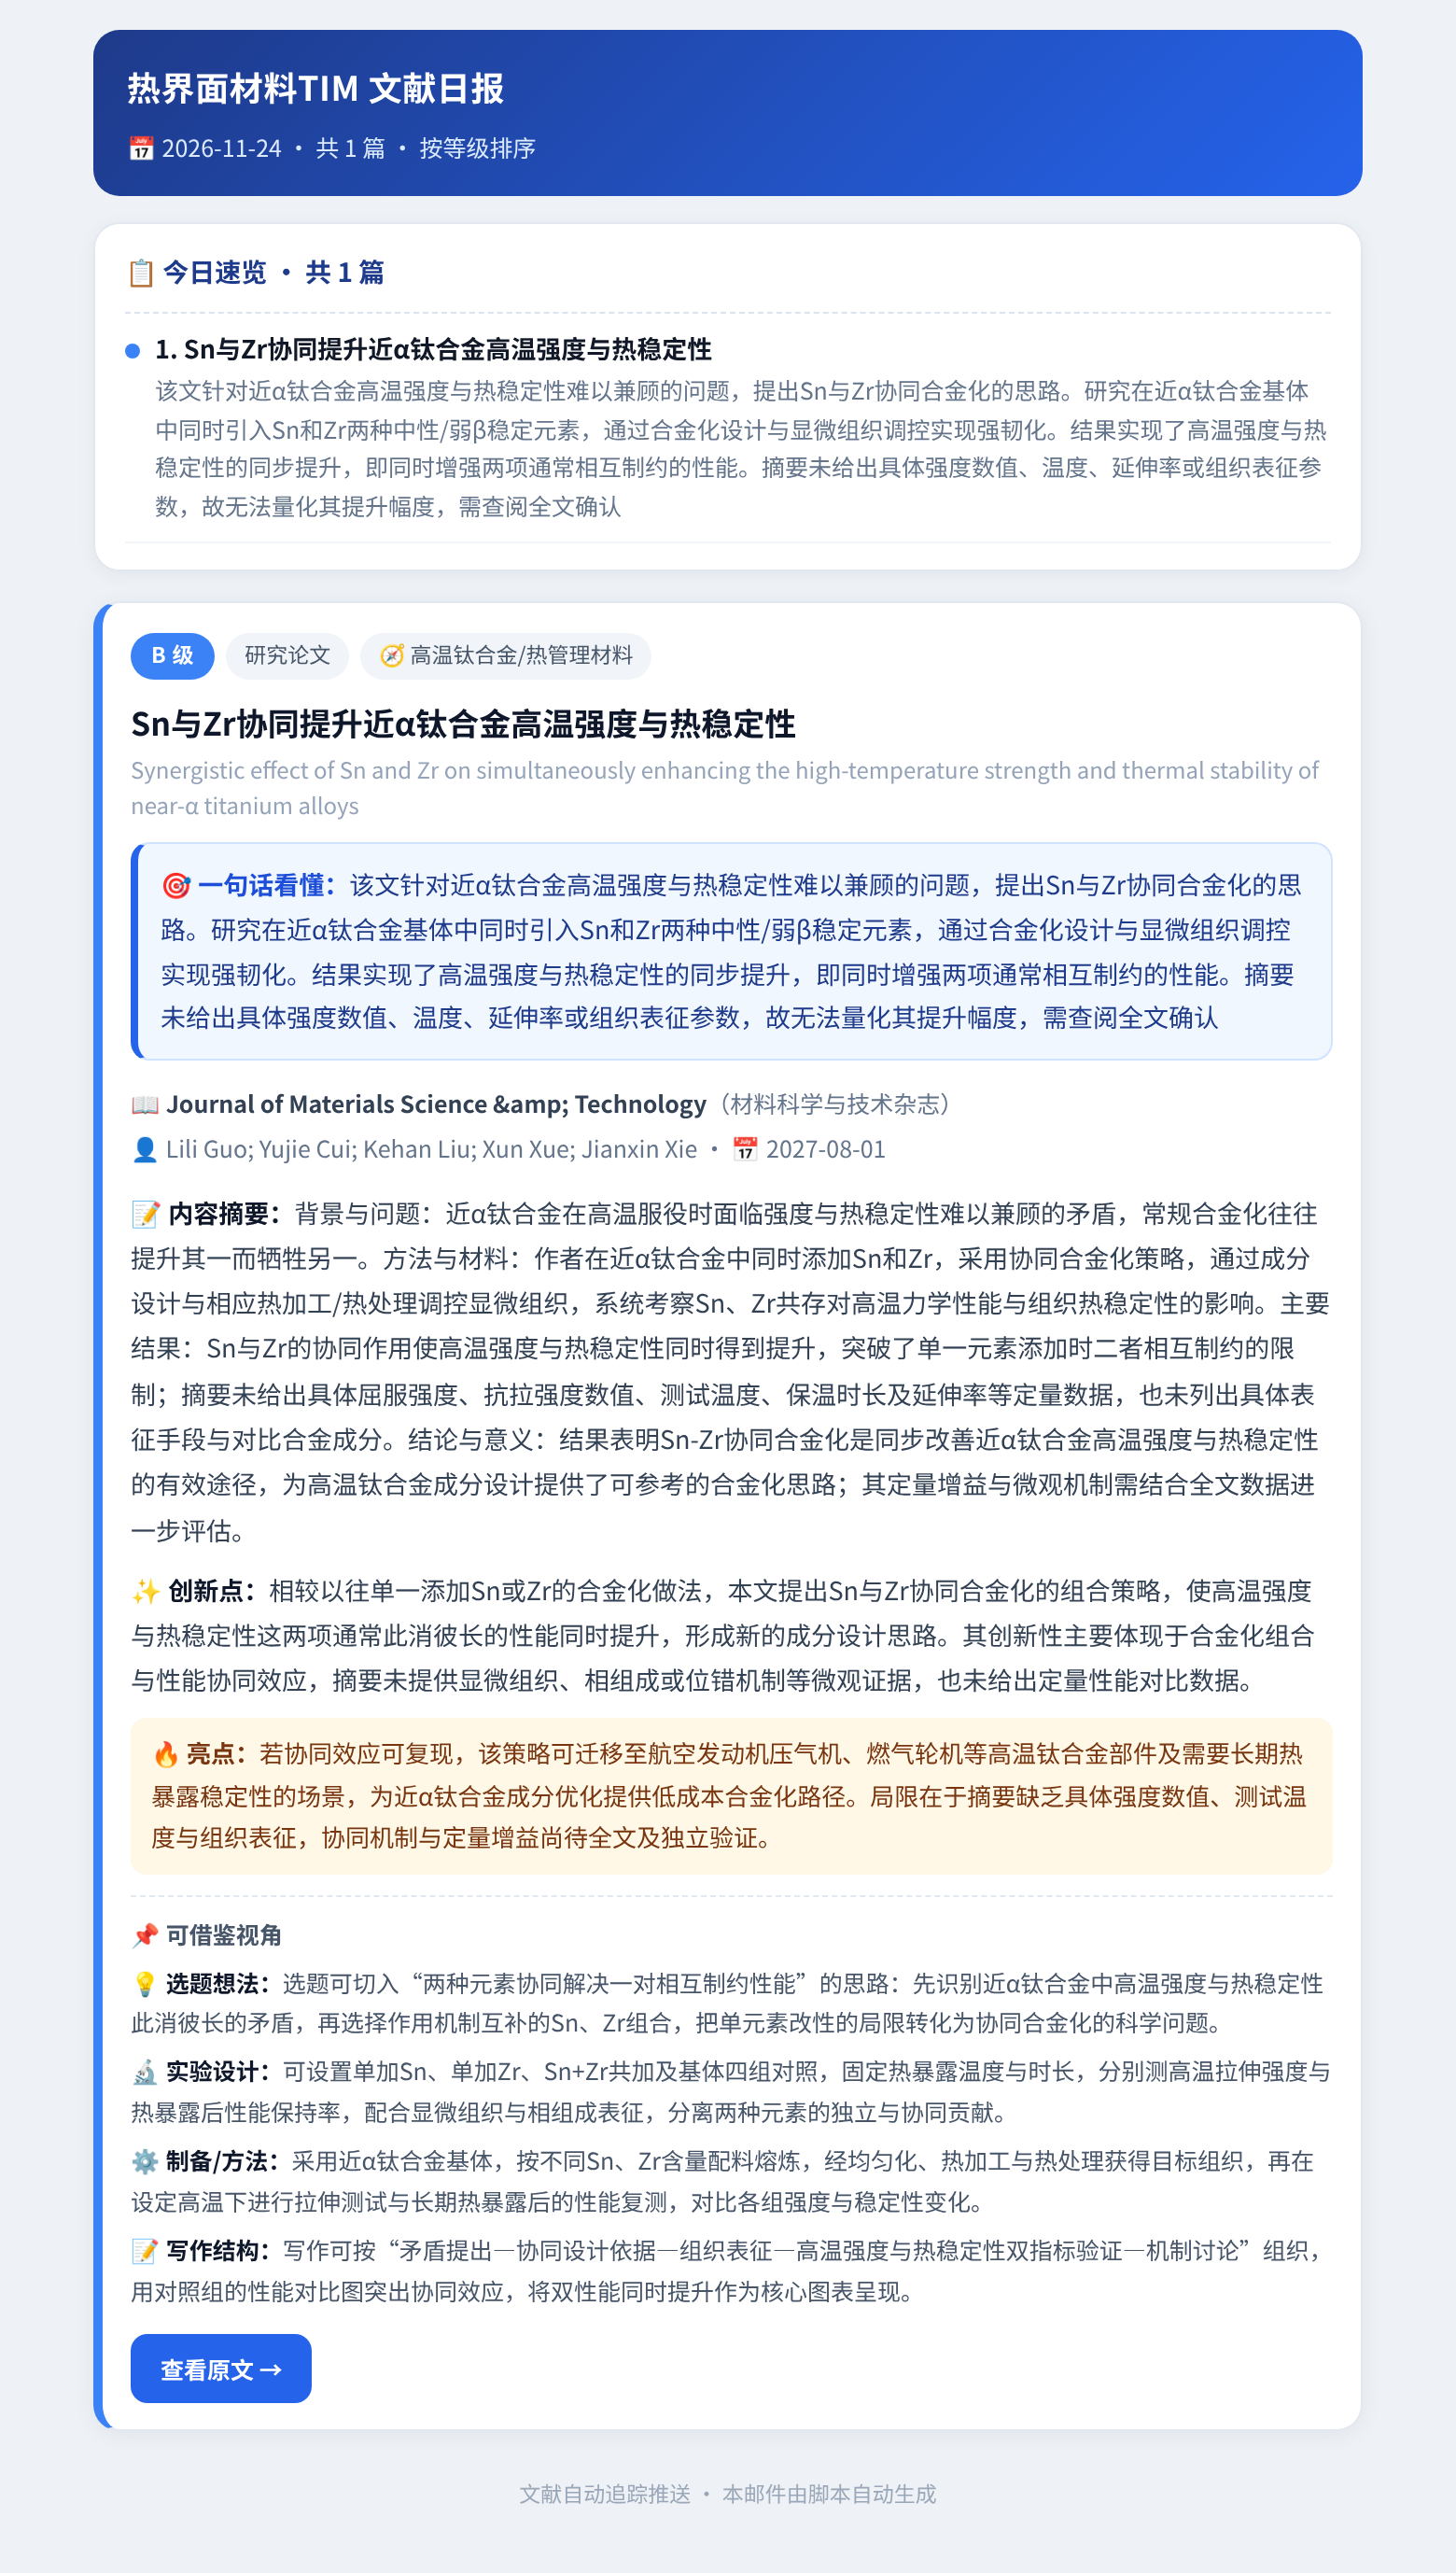 热界面材料TIM 文献日报
📅 2026-11-24 • 共 1 篇 • 按等级排序
📋 今日速览 • 共 1 篇
1. Sn与Zr协同提升近α钛合金高温强度与热稳定性
该文针对近α钛合金高温强度与热稳定性难以兼顾的问题，提出Sn与Zr协同合金化的思路。研究在近α钛合金基体
中同时引入Sn和Zr两种中性/弱β稳定元素，通过合金化设计与显微组织调控实现强韧化。结果实现了高温强度与热
稳定性的同步提升，即同时增强两项通常相互制约的性能。摘要未给出具体强度数值、温度、延伸率或组织表征参
数，故无法量化其提升幅度，需查阅全文确认
B 级
研究论文
🧭 高温钛合金/热管理材料
Sn与Zr协同提升近α钛合金高温强度与热稳定性
Synergistic effect of Sn and Zr on simultaneously enhancing the high-temperature strength and thermal stability of
near-α titanium alloys
🎯 一句话看懂：该文针对近α钛合金高温强度与热稳定性难以兼顾的问题，提出Sn与Zr协同合金化的思
路。研究在近α钛合金基体中同时引入Sn和Zr两种中性/弱β稳定元素，通过合金化设计与显微组织调控
实现强韧化。结果实现了高温强度与热稳定性的同步提升，即同时增强两项通常相互制约的性能。摘要
未给出具体强度数值、温度、延伸率或组织表征参数，故无法量化其提升幅度，需查阅全文确认
📖 Journal of Materials Science &amp;amp; Technology（材料科学与技术杂志）
👤 Lili Guo; Yujie Cui; Kehan Liu; Xun Xue; Jianxin Xie • 📅 2027-08-01
📝 内容摘要：背景与问题：近α钛合金在高温服役时面临强度与热稳定性难以兼顾的矛盾，常规合金化往往
提升其一而牺牲另一。方法与材料：作者在近α钛合金中同时添加Sn和Zr，采用协同合金化策略，通过成分
设计与相应热加工/热处理调控显微组织，系统考察Sn、Zr共存对高温力学性能与组织热稳定性的影响。主要
结果：Sn与Zr的协同作用使高温强度与热稳定性同时得到提升，突破了单一元素添加时二者相互制约的限
制；摘要未给出具体屈服强度、抗拉强度数值、测试温度、保温时长及延伸率等定量数据，也未列出具体表
征手段与对比合金成分。结论与意义：结果表明Sn-Zr协同合金化是同步改善近α钛合金高温强度与热稳定性
的有效途径，为高温钛合金成分设计提供了可参考的合金化思路；其定量增益与微观机制需结合全文数据进
一步评估。
✨ 创新点：相较以往单一添加Sn或Zr的合金化做法，本文提出Sn与Zr协同合金化的组合策略，使高温强度
与热稳定性这两项通常此消彼长的性能同时提升，形成新的成分设计思路。其创新性主要体现于合金化组合
与性能协同效应，摘要未提供显微组织、相组成或位错机制等微观证据，也未给出定量性能对比数据。
🔥 亮点：若协同效应可复现，该策略可迁移至航空发动机压气机、燃气轮机等高温钛合金部件及需要长期热
暴露稳定性的场景，为近α钛合金成分优化提供低成本合金化路径。局限在于摘要缺乏具体强度数值、测试温
度与组织表征，协同机制与定量增益尚待全文及独立验证。
📌 可借鉴视角
💡 选题想法：选题可切入“两种元素协同解决一对相互制约性能”的思路：先识别近α钛合金中高温强度与热稳定性
此消彼长的矛盾，再选择作用机制互补的Sn、Zr组合，把单元素改性的局限转化为协同合金化的科学问题。
🔬 实验设计：可设置单加Sn、单加Zr、Sn+Zr共加及基体四组对照，固定热暴露温度与时长，分别测高温拉伸强度与
热暴露后性能保持率，配合显微组织与相组成表征，分离两种元素的独立与协同贡献。
⚙️ 制备/方法：采用近α钛合金基体，按不同Sn、Zr含量配料熔炼，经均匀化、热加工与热处理获得目标组织，再在
设定高温下进行拉伸测试与长期热暴露后的性能复测，对比各组强度与稳定性变化。
📝 写作结构：写作可按“矛盾提出—协同设计依据—组织表征—高温强度与热稳定性双指标验证—机制讨论”组织，
用对照组的性能对比图突出协同效应，将双性能同时提升作为核心图表呈现。
查看原文 →
文献自动追踪推送 • 本邮件由脚本自动生成